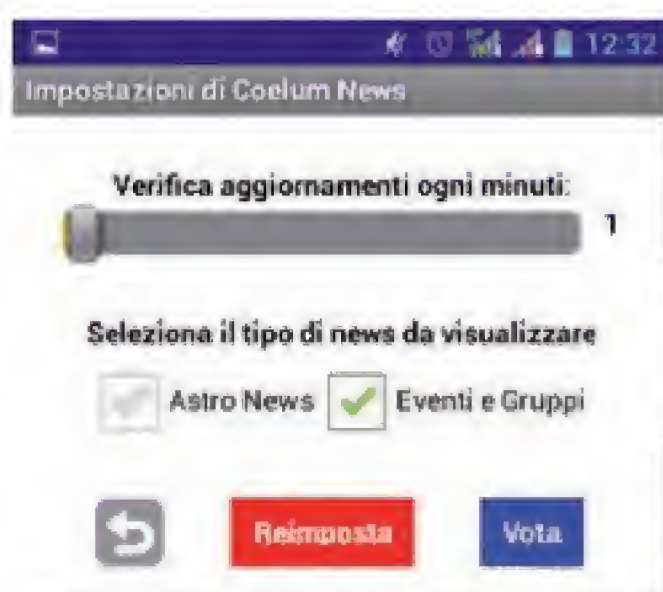 12:32
Impostazioni di Coelum News
Verifica aggiornamenti ogni minuti:
1
Seleziona il tipo di news da visualizzare
Astro News Eventi e Gruppi
Reimposta Vota